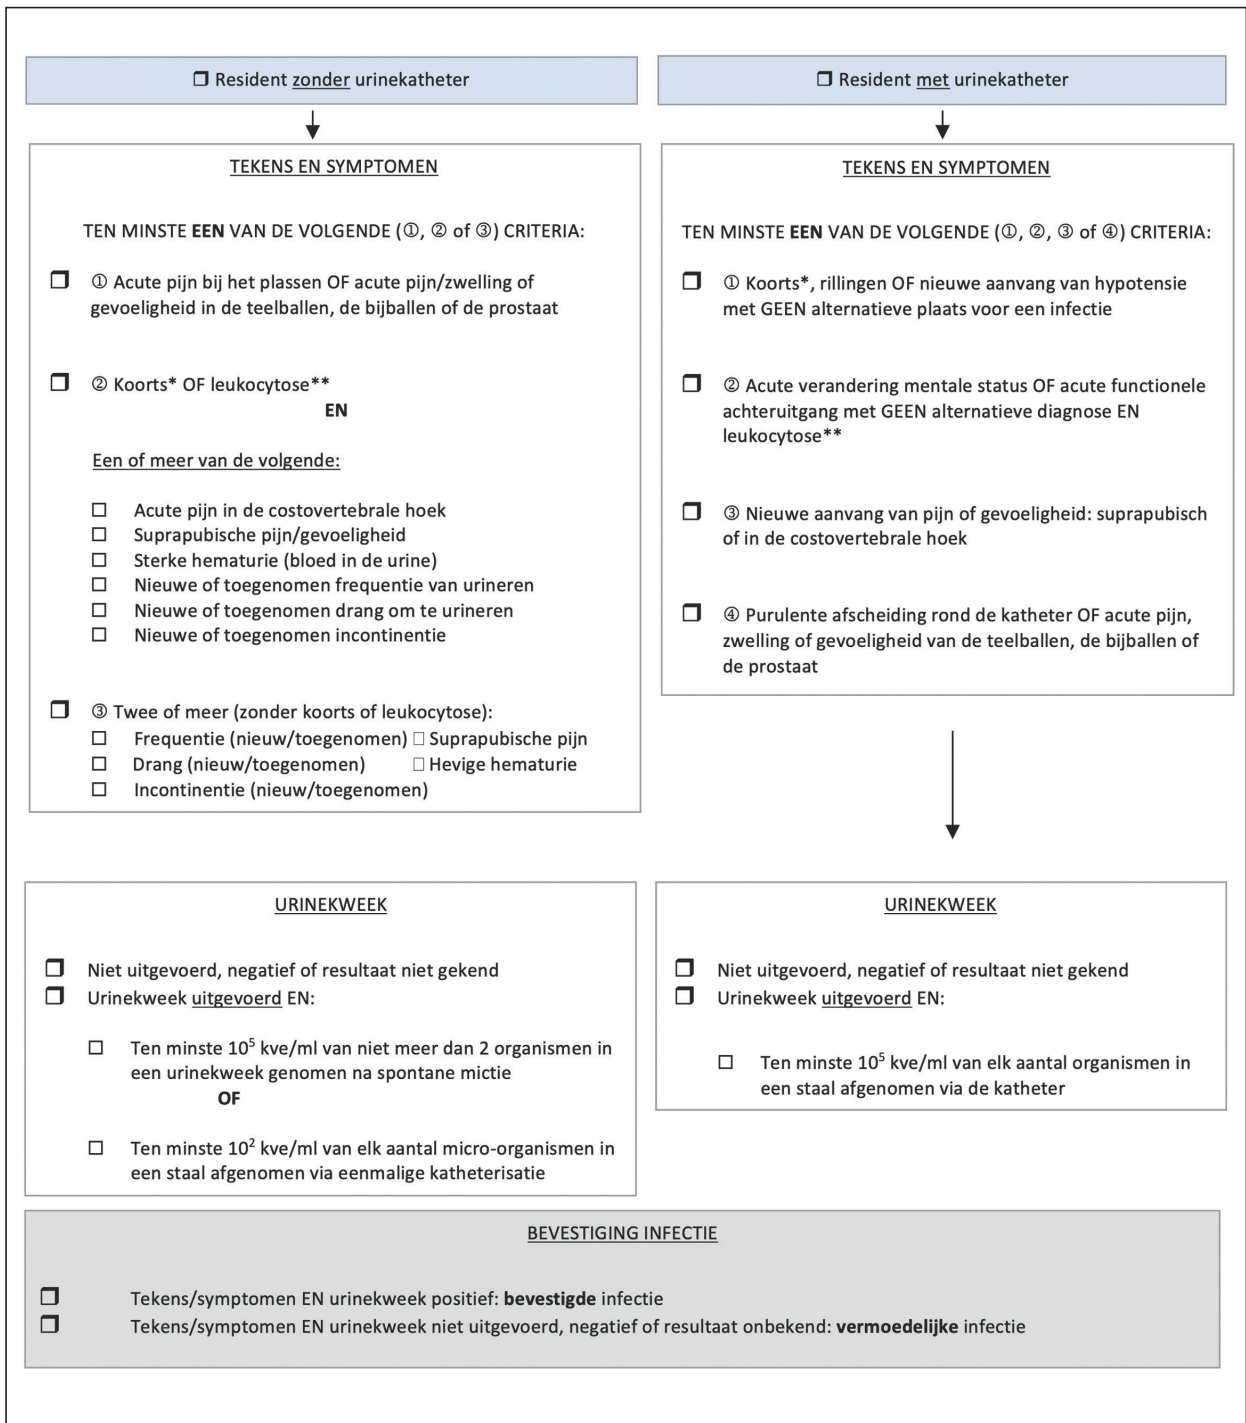 ❒ Resident zonder urinekatheter
TEKENS EN SYMPTOMEN
TEN MINSTE EEN VAN DE VOLGENDE (①, ② of ③) CRITERIA:
❒ ① Acute pijn bij het plassen OF acute pijn/zwelling of
gevoeligheid in de teelballen, de bijballen of de prostaat
❒ ② Koorts* OF leukocytose**
EN
Een of meer van de volgende:
☐ Acute pijn in de costovertebrale hoek
☐ Suprapubische pijn/gevoeligheid
☐ Sterke hematurie (bloed in de urine)
☐ Nieuwe of toegenomen frequentie van urineren
☐ Nieuwe of toegenomen drang om te urineren
☐ Nieuwe of toegenomen incontinentie
❒ ③ Twee of meer (zonder koorts of leukocytose):
☐ Frequentie (nieuw/toegenomen) ☐ Suprapubische pijn
☐ Drang (nieuw/toegenomen) ☐ Hevige hematurie
☐ Incontinentie (nieuw/toegenomen)
URINEKWEEK
❒ Niet uitgevoerd, negatief of resultaat niet gekend
❒ Urinekweek uitgevoerd EN:
☐ Ten minste 10⁵ kve/ml van niet meer dan 2 organismen in
een urinekweek genomen na spontane mictie
OF
☐ Ten minste 10² kve/ml van elk aantal micro-organismen in
een staal afgenomen via eenmalige katheterisatie
❒ Resident met urinekatheter
TEKENS EN SYMPTOMEN
TEN MINSTE EEN VAN DE VOLGENDE (①, ②, ③ of ④) CRITERIA:
❒ ① Koorts*, rillingen OF nieuwe aanvang van hypotensie
met GEEN alternatieve plaats voor een infectie
❒ ② Acute verandering mentale status OF acute functionele
achteruitgang met GEEN alternatieve diagnose EN
leukocytose**
❒ ③ Nieuwe aanvang van pijn of gevoeligheid: suprapubisch
of in de costovertebrale hoek
❒ ④ Purulente afscheiding rond de katheter OF acute pijn,
zwelling of gevoeligheid van de teelballen, de bijballen of
de prostaat
URINEKWEEK
❒ Niet uitgevoerd, negatief of resultaat niet gekend
❒ Urinekweek uitgevoerd EN:
☐ Ten minste 10⁵ kve/ml van elk aantal organismen in
een staal afgenomen via de katheter
BEVESTIGING INFECTIE
❒ Tekens/symptomen EN urinekweek positief: bevestigde infectie
❒ Tekens/symptomen EN urinekweek niet uitgevoerd, negatief of resultaat onbekend: vermoedelijke infectie